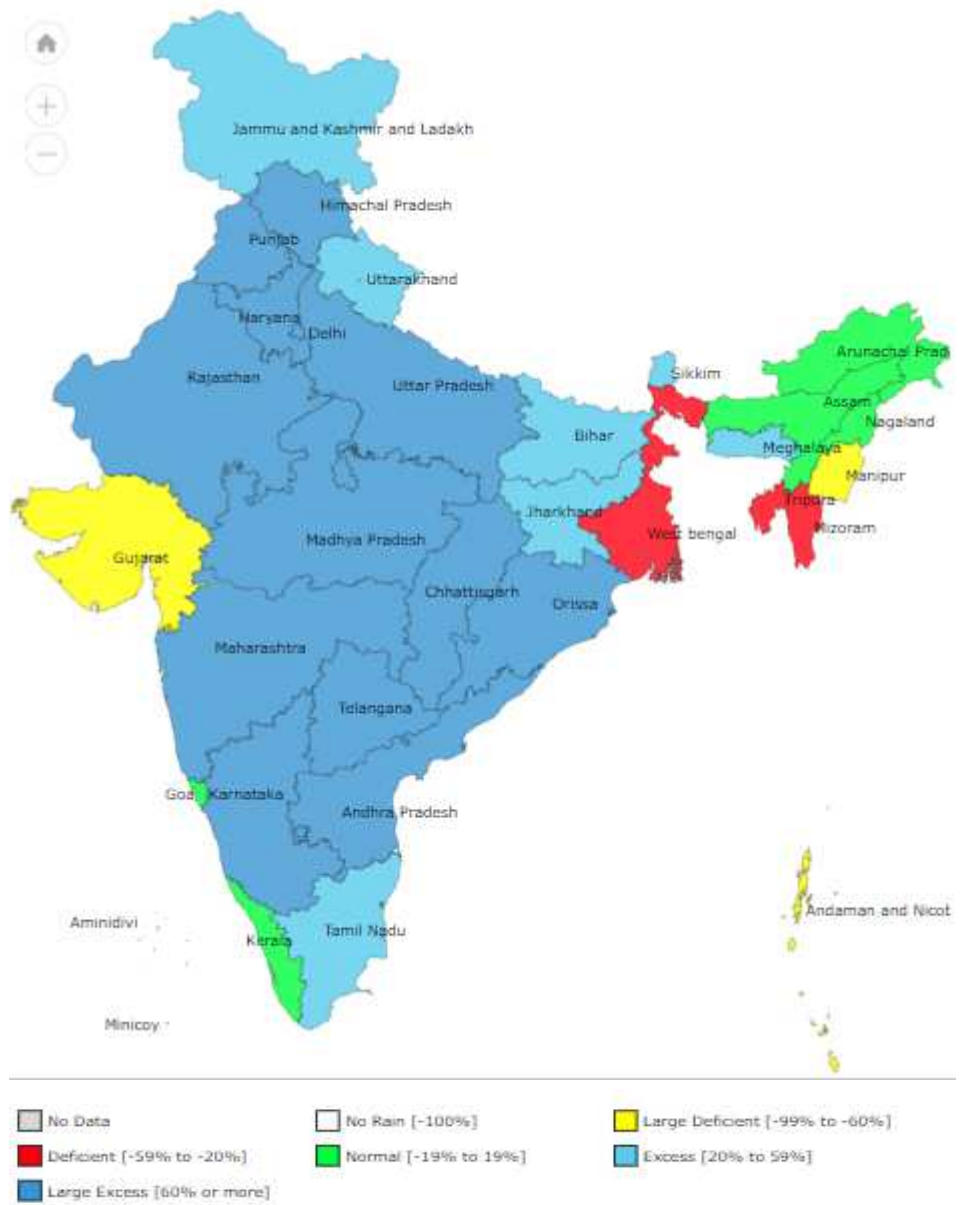 Jammu and Kashmir and Ladakh
Himachal Pradesh
Punjab
Uttarakhand
Haryana
Delhi
Rajasthan
Uttar Pradesh
Sikkim
Arunachal Prad
Assam
Nagaland
Bihar
Meghalaya
Manipur
Tripura
Jharkhand
Mizoram
West bengal
Madhya Pradesh
Gujarat
Chhattisgarh
Orissa
Maharashtra
Telangana
Goa
Karnataka
Andhra Pradesh
Andaman and Nicob
Aminidivi
Tamil Nadu
Kerala
Minicoy
No Data
No Rain [-100%]
Large Deficient [-99% to -60%]
Deficient [-59% to -20%]
Normal [-19% to 19%]
Excess [20% to 59%]
Large Excess [60% or more]